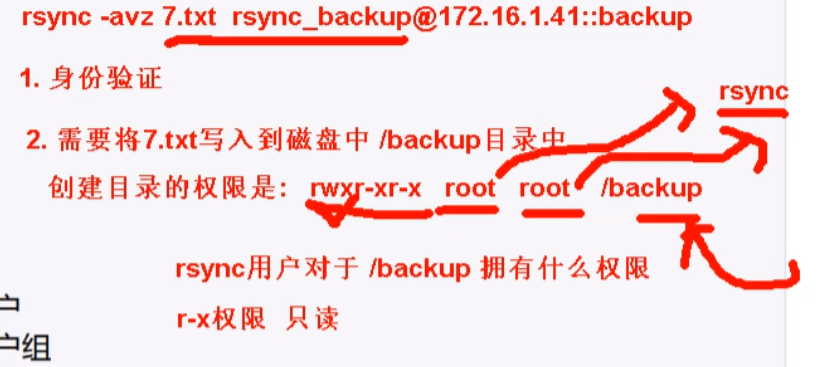 rsync -avz 7.txt rsync_backup@172.16.1.41::backup
1. 身份验证
rsync
2. 需要将7.txt写入到磁盘中 /backup目录中
创建目录的权限是: rwxr-xr-x root root /backup
rsync用户对于 /backup 拥有什么权限
r-x权限 只读
户
户组